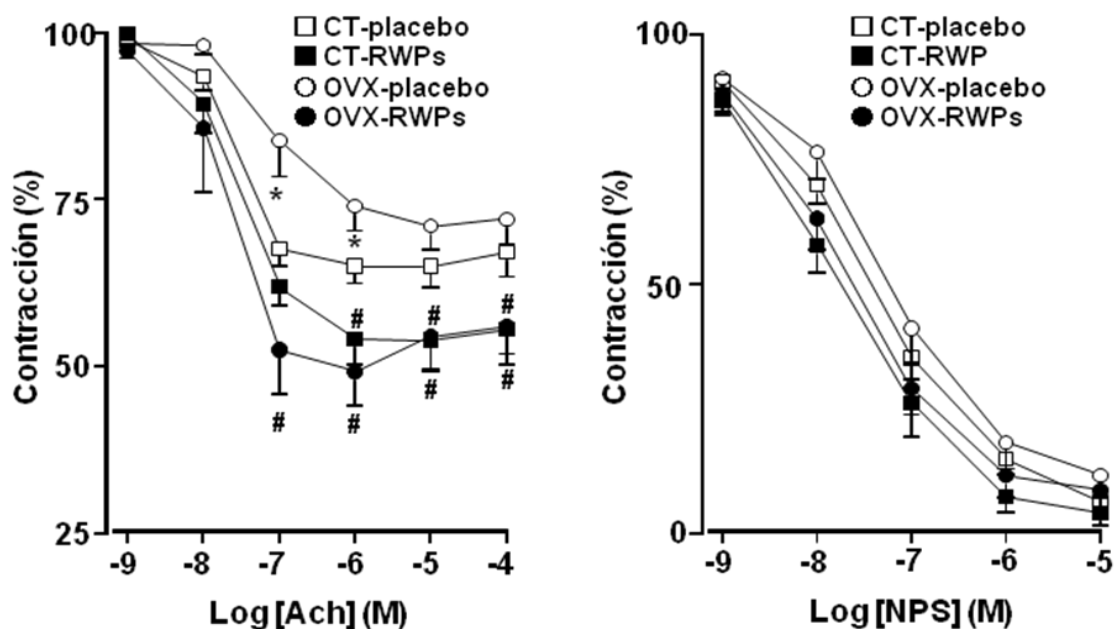 CT-placebo
CT-RWPs
OVX-placebo
OVX-RWPs
Contracción (%)
100
75
50
25
*
*
#
#
#
#
#
#
#
-9
-8
-7
-6
-5
-4
Log [Ach] (M)
CT-placebo
CT-RWP
OVX-placebo
OVX-RWPs
Contracción (%)
100
50
0
-9
-8
-7
-6
-5
Log [NPS] (M)